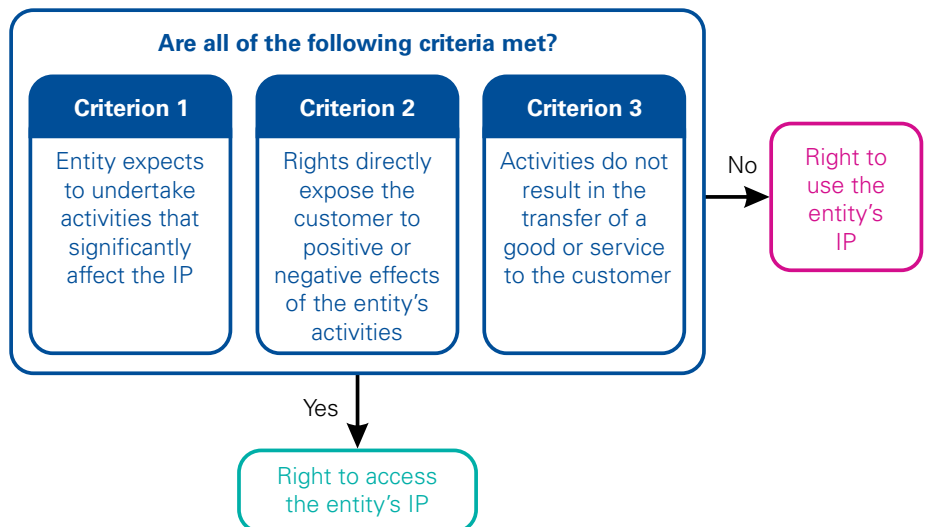 Are all of the following criteria met?
Criterion 1
Entity expects
to undertake
activities that
significantly
affect the IP
Criterion 2
Rights directly
expose the
customer to
positive or
negative effects
of the entity's
activities
Criterion 3
Activities do not
result in the
transfer of a
good or service
to the customer
No
Right to
use the
entity's
IP
Yes
Right to access
the entity's IP